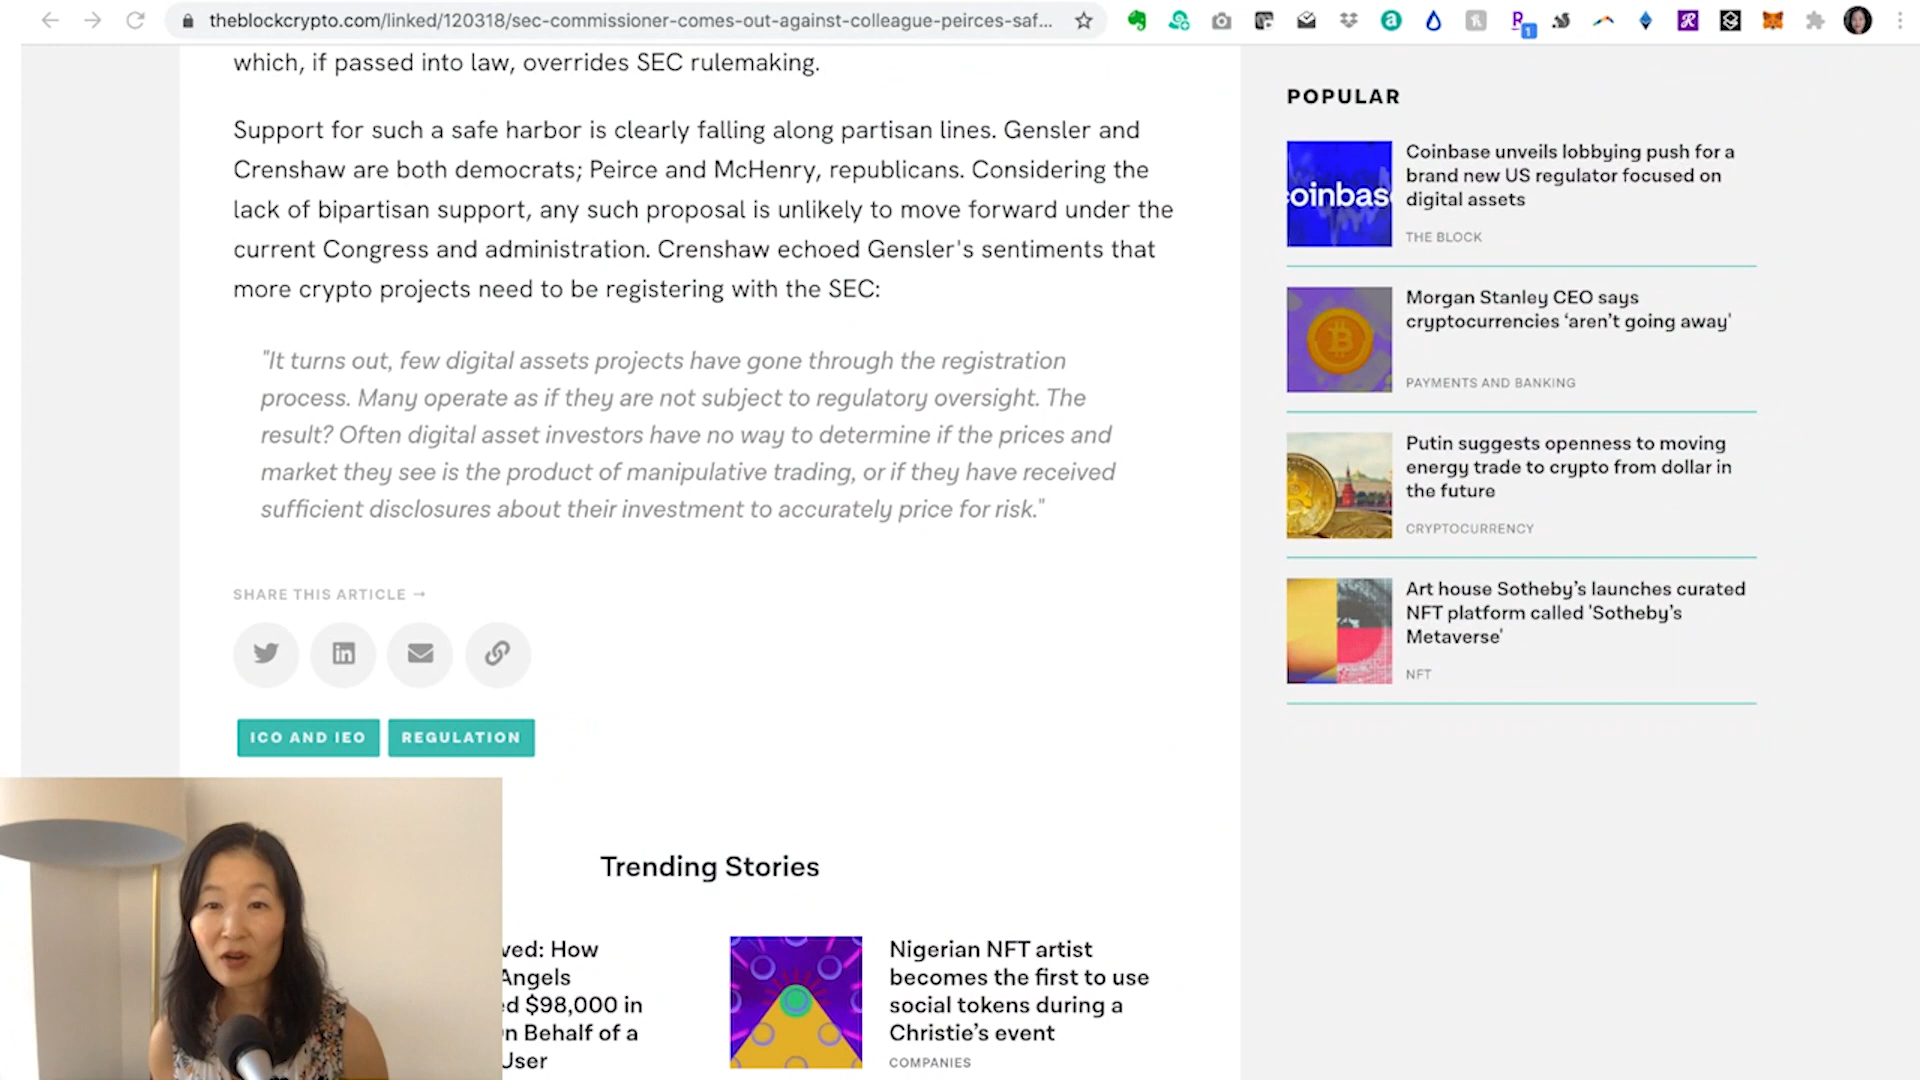 theblockcrypto.com/linked/120318/sec-commissioner-comes-out-against-colleague-peirces-saf...
1
which, if passed into law, overrides SEC rulemaking.
Support for such a safe harbor is clearly falling along partisan lines. Gensler and
Crenshaw are both democrats; Peirce and McHenry, republicans. Considering the
lack of bipartisan support, any such proposal is unlikely to move forward under the
current Congress and administration. Crenshaw echoed Gensler's sentiments that
more crypto projects need to be registering with the SEC:
"It turns out, few digital assets projects have gone through the registration
process. Many operate as if they are not subject to regulatory oversight. The
result? Often digital asset investors have no way to determine if the prices and
market they see is the product of manipulative trading, or if they have received
sufficient disclosures about their investment to accurately price for risk."
SHARE THIS ARTICLE →
ICO AND IEO
REGULATION
Trending Stories
ved: How
Angels
ed $98,000 in
n Behalf of a
User
Nigerian NFT artist
becomes the first to use
social tokens during a
Christie's event
COMPANIES
POPULAR
coinbas
Coinbase unveils lobbying push for a
brand new US regulator focused on
digital assets
THE BLOCK
Morgan Stanley CEO says
cryptocurrencies ‘aren’t going away'
PAYMENTS AND BANKING
Putin suggests openness to moving
energy trade to crypto from dollar in
the future
CRYPTOCURRENCY
Art house Sotheby’s launches curated
NFT platform called 'Sotheby’s
Metaverse'
NFT